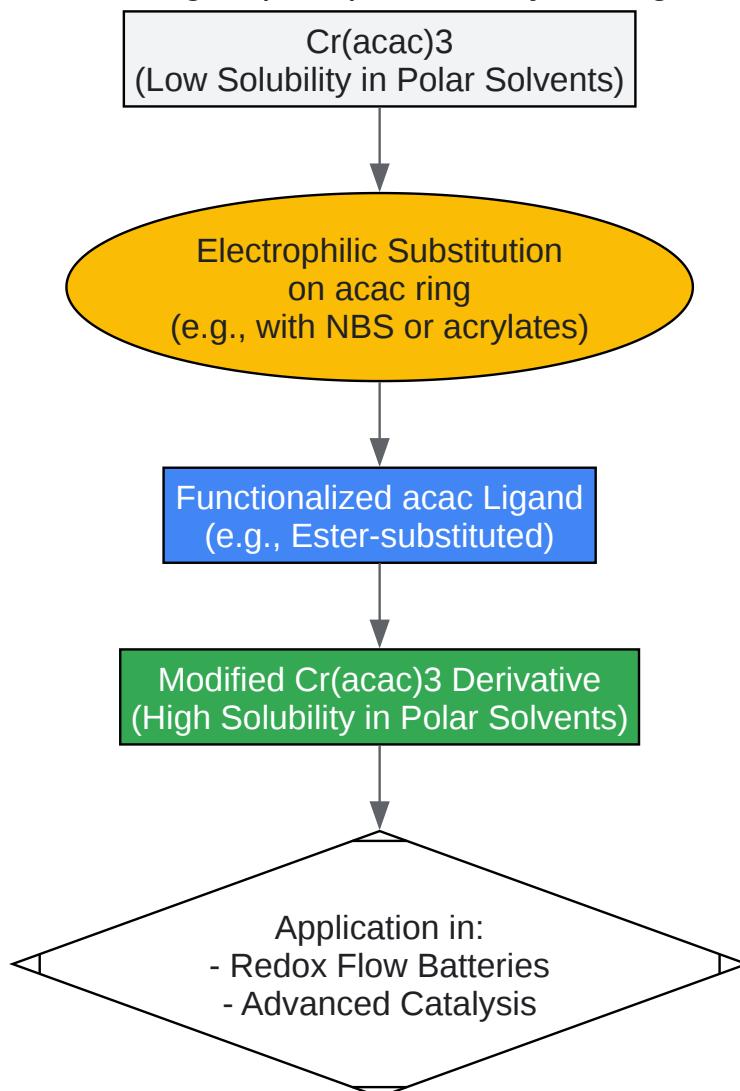 Cr(acac)3
(Low Solubility in Polar Solvents)
Electrophilic Substitution
on acac ring
(e.g., with NBS or acrylates)
Functionalized acac Ligand
(e.g., Ester-substituted)
Modified Cr(acac)3 Derivative
(High Solubility in Polar Solvents)
Application in:
- Redox Flow Batteries
- Advanced Catalysis